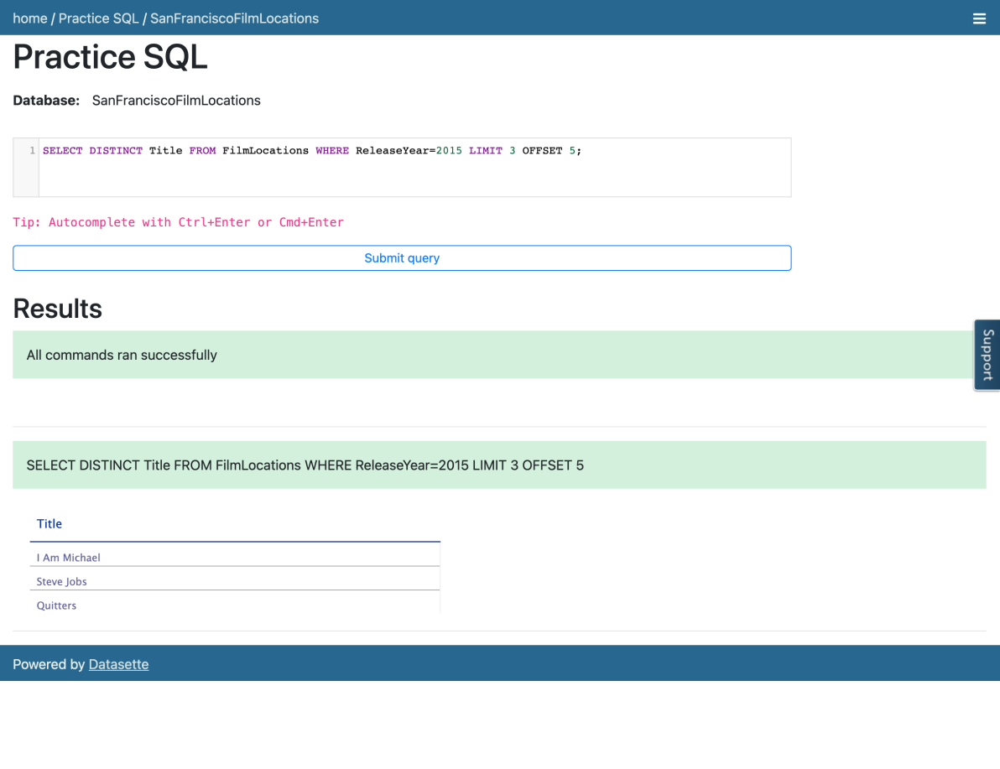 home / Practice SQL / SanFranciscoFilmLocations
Practice SQL
Database: SanFranciscoFilmLocations
1 SELECT DISTINCT Title FROM FilmLocations WHERE ReleaseYear=2015 LIMIT 3 OFFSET 5;
Tip: Autocomplete with Ctrl+Enter or Cmd+Enter
Submit query
Results
All commands ran successfully
Support
SELECT DISTINCT Title FROM FilmLocations WHERE ReleaseYear=2015 LIMIT 3 OFFSET 5
Title
I Am Michael
Steve Jobs
Quitters
Powered by Datasette